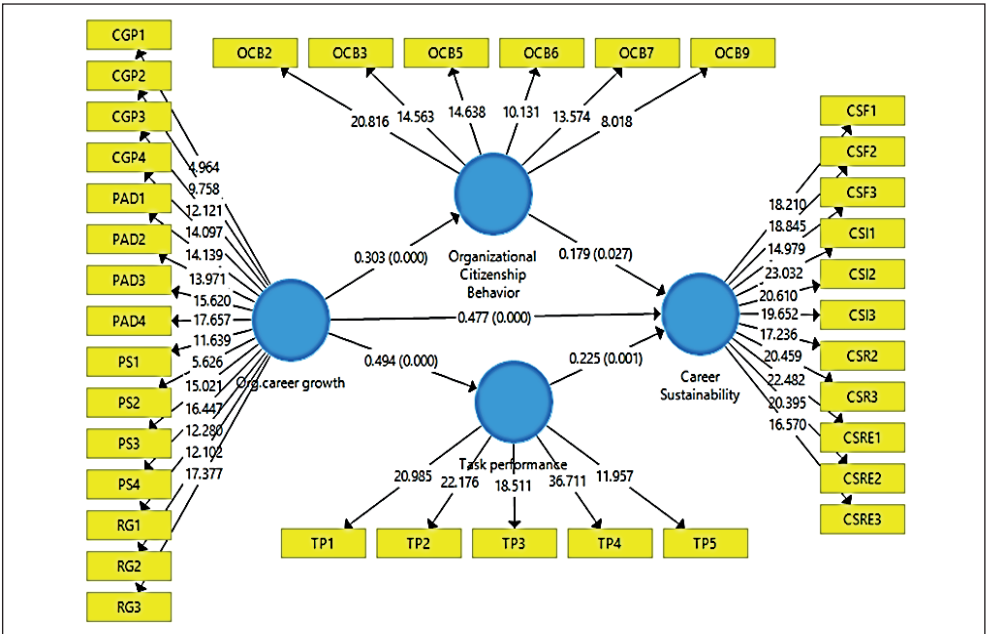 CGP1
CGP2
CGP3
CGP4
PAD1
PAD2
PAD3
PAD4
PS1
PS2
PS3
PS4
RG1
RG2
RG3
4.964
9.758
12.121
14.097
14.139
13.971
15.620
17.657
11.639
5.626
15.021
16.447
12.280
12.102
17.377
Org.career growth
OCB2
OCB3
OCB5
OCB6
OCB7
OCB9
20.816
14.563
14.638
10.131
13.574
8.018
Organizational
Citizenship
Behavior
0.303 (0.000)
0.179 (0.027)
0.477 (0.000)
0.494 (0.000)
0.225 (0.001)
Task performance
20.985
22.176
18.511
36.711
11.957
TP1
TP2
TP3
TP4
TP5
Career
Sustainability
18.210
18.845
14.979
23.032
20.610
19.652
17.236
20.459
22.482
20.395
16.570
CSF1
CSF2
CSF3
CSI1
CSI2
CSI3
CSR2
CSR3
CSRE1
CSRE2
CSRE3